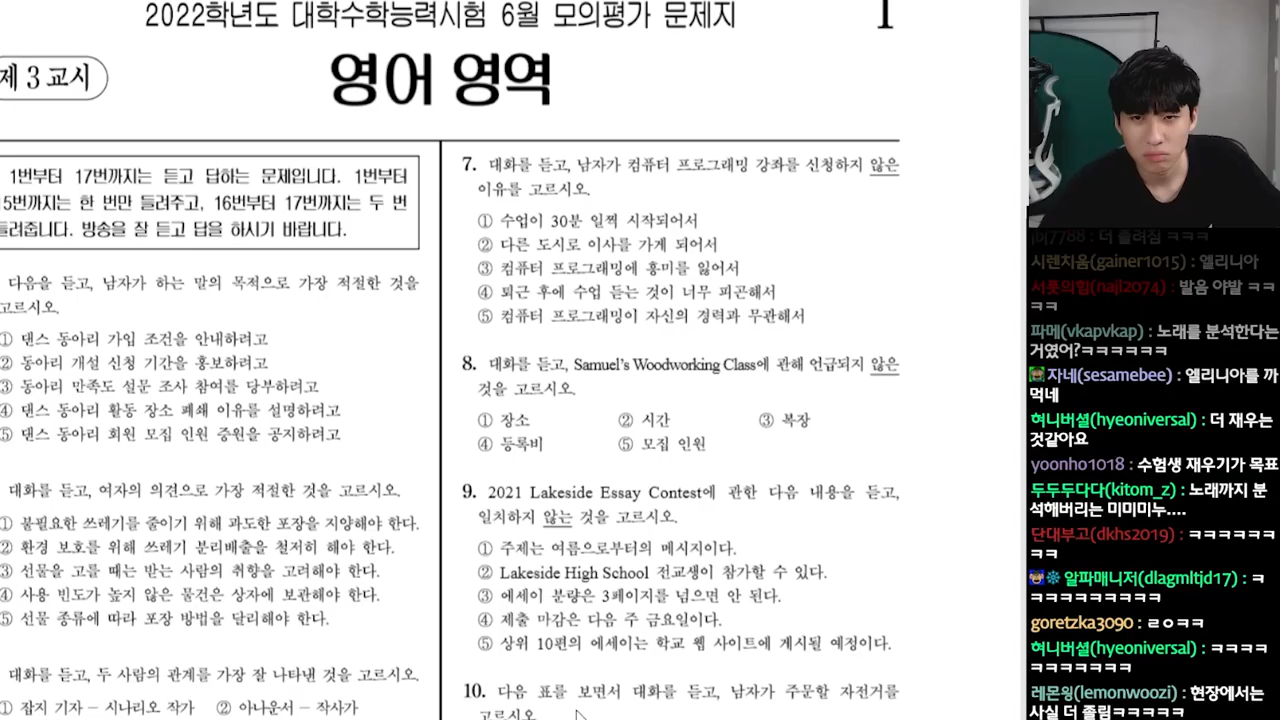 2022학년도 대학수학능력시험 6월 모의평가 문제지
1
제 3 교시
영어 영역
1번부터 17번까지는 듣고 답하는 문제입니다. 1번부터
15번까지는 한 번만 들려주고, 16번부터 17번까지는 두 번
들려줍니다. 방송을 잘 듣고 답을 하시기 바랍니다.
다음을 듣고, 남자가 하는 말의 목적으로 가장 적절한 것을
고르시오.
① 댄스 동아리 가입 조건을 안내하려고
② 동아리 개설 신청 기간을 홍보하려고
③ 동아리 만족도 설문 조사 참여를 당부하려고
④ 댄스 동아리 활동 장소 폐쇄 이유를 설명하려고
⑤ 댄스 동아리 회원 모집 인원 증원을 공지하려고
대화를 듣고, 여자의 의견으로 가장 적절한 것을 고르시오.
① 불필요한 쓰레기를 줄이기 위해 과도한 포장을 지양해야 한다.
② 환경 보호를 위해 쓰레기 분리배출을 철저히 해야 한다.
③ 선물을 고를 때는 받는 사람의 취향을 고려해야 한다.
④ 사용 빈도가 높지 않은 물건은 상자에 보관해야 한다.
⑤ 선물 종류에 따라 포장 방법을 달리해야 한다.
대화를 듣고, 두 사람의 관계를 가장 잘 나타낸 것을 고르시오.
① 잡지 기자 – 시나리오 작가 ② 아나운서 – 작사가
7. 대화를 듣고, 남자가 컴퓨터 프로그래밍 강좌를 신청하지 않은
이유를 고르시오.
① 수업이 30분 일찍 시작되어서
② 다른 도시로 이사를 가게 되어서
③ 컴퓨터 프로그래밍에 흥미를 잃어서
④ 퇴근 후에 수업 듣는 것이 너무 피곤해서
⑤ 컴퓨터 프로그래밍이 자신의 경력과 무관해서
8. 대화를 듣고, Samuel's Woodworking Class에 관해 언급되지 않은
것을 고르시오.
① 장소 ② 시간 ③ 복장
④ 등록비 ⑤ 모집 인원
9. 2021 Lakeside Essay Contest에 관한 다음 내용을 듣고,
일치하지 않는 것을 고르시오.
① 주제는 여름으로부터의 메시지이다.
② Lakeside High School 전교생이 참가할 수 있다.
③ 에세이 분량은 3페이지를 넘으면 안 된다.
④ 제출 마감은 다음 주 금요일이다.
⑤ 상위 10편의 에세이는 학교 웹 사이트에 게시될 예정이다.
10. 다음 표를 보면서 대화를 듣고, 남자가 주문할 자전거를
고르시오.
: 더 졸려짐 ㅋㅋㅋ
시렌치움(gainer1015) : 엘리니아
서폿의힘(najl2074) : 발음 야발 ㅋㅋ
ㅋㅋ
파메(vkapvkap) : 노래를 분석한다는
거였어?ㅋㅋㅋㅋㅋㅋ
자네(sesamebee) : 엘리니아를 까
먹네
혀니버셜(hyeoniversal) : 더 재우는
것같아요
yoonho1018 : 수험생 재우기가 목표
두두두다다(kitom_z) : 노래까지 분
석해버리는 미미미누....
단대부고(dkhs2019) : ㅋㅋㅋㅋㅋㅋㅋ
ㅋㅋ
알파매니저(dlagmltjd17) : ㅋ
ㅋㅋㅋㅋㅋㅋㅋㅋㅋ
goretzka3090 : ㄹㅇㅋㅋ
혀니버셜(hyeoniversal) : ㅋㅋㅋㅋ
ㅋㅋㅋㅋㅋㅋㅋ
레몬윙(lemonwoozi) : 현장에서는
사실 더 졸림ㅋㅋㅋㅋㅋ